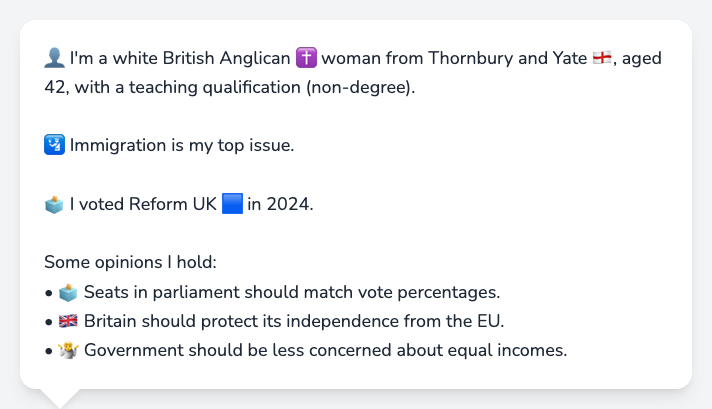 👤 I'm a white British Anglican ✝️ woman from Thornbury and Yate 🏴󠁧󠁢󠁥󠁮󠁧󠁿, aged
42, with a teaching qualification (non-degree).
🛂 Immigration is my top issue.
🗳️ I voted Reform UK 🟦 in 2024.
Some opinions I hold:
• 🗳️ Seats in parliament should match vote percentages.
• 🇬🇧 Britain should protect its independence from the EU.
• 🤷 Government should be less concerned about equal incomes.